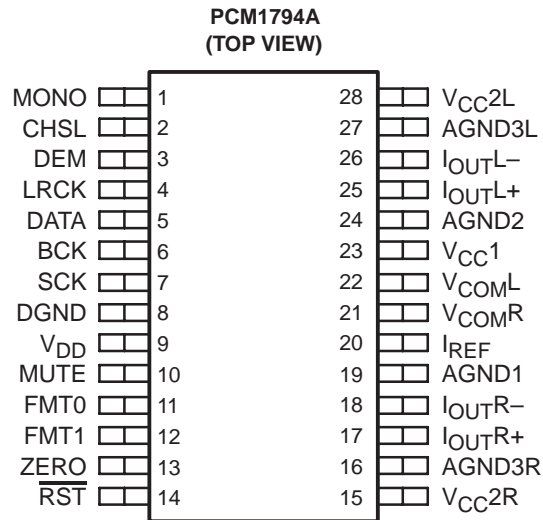 PCM1794A
(TOP VIEW)
MONO 1 28 VCC2L
CHSL 2 27 AGND3L
DEM 3 26 IOUTL–
LRCK 4 25 IOUTL+
DATA 5 24 AGND2
BCK 6 23 VCC1
SCK 7 22 VCOML
DGND 8 21 VCOMR
VDD 9 20 IREF
MUTE 10 19 AGND1
FMT0 11 18 IOUTR–
FMT1 12 17 IOUTR+
ZERO 13 16 AGND3R
RST 14 15 VCC2R